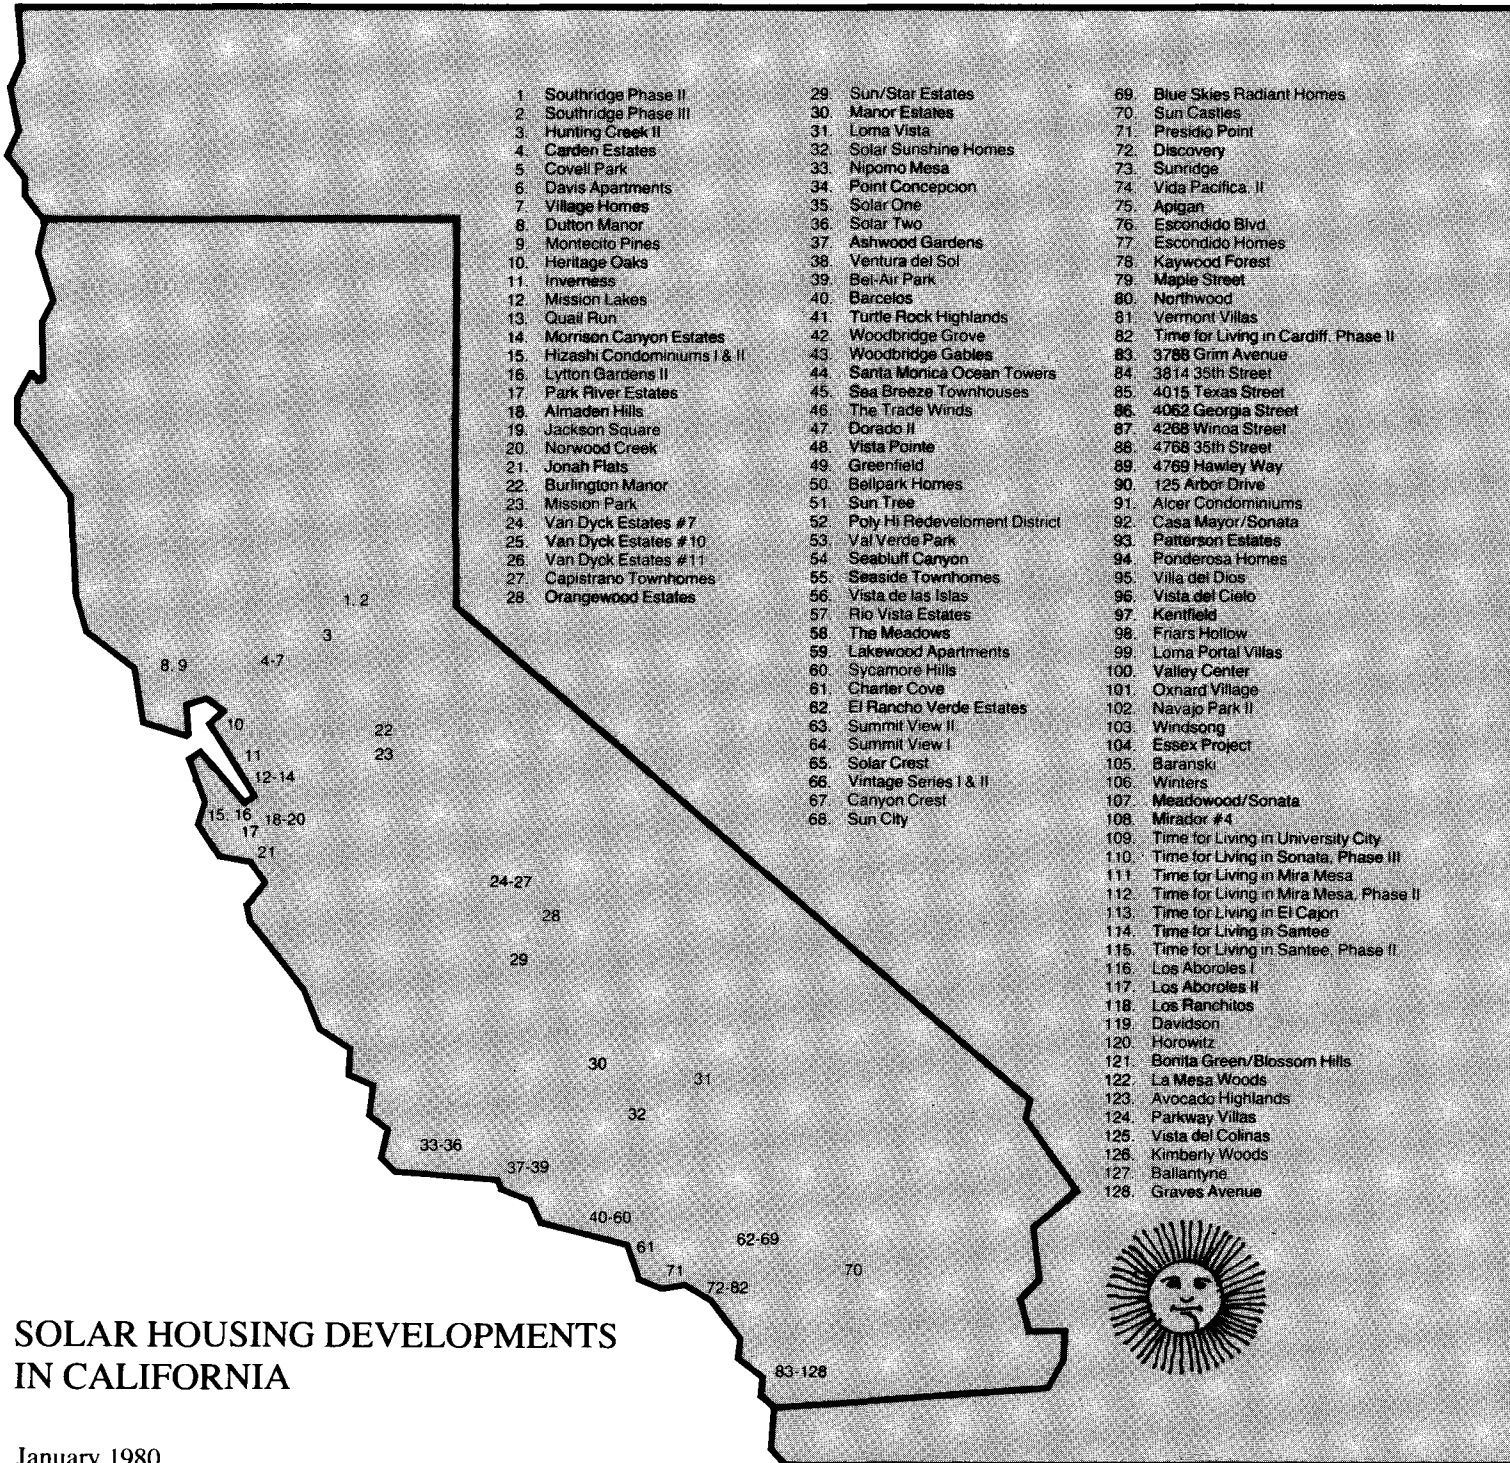 1 Southridge Phase II
2 Southridge Phase III
3. Hunting Creek II
4. Carden Estates
5 Covell Park
6. Davis Apartments
7. Village Homes
8. Dutton Manor
9. Montecito Pines
10. Heritage Oaks
11. Inverness
12. Mission Lakes
13. Quail Run
14. Morrison Canyon Estates
15. Hizashi Condominiums I & II
16. Lytton Gardens II
17. Park River Estates
18. Almaden Hills
19. Jackson Square
20. Norwood Creek
21. Jonah Flats
22. Burlington Manor
23. Mission Park
24. Van Dyck Estates #7
25. Van Dyck Estates #10
26. Van Dyck Estates #11
27. Capistrano Townhomes
28. Orangewood Estates
29. Sun/Star Estates
30. Manor Estates
31. Loma Vista
32. Solar Sunshine Homes
33. Nipomo Mesa
34. Point Concepcion
35. Solar One
36. Solar Two
37. Ashwood Gardens
38. Ventura del Sol
39. Bel-Air Park
40. Barcelos
41. Turtle Rock Highlands
42. Woodbridge Grove
43. Woodbridge Gables
44. Santa Monica Ocean Towers
45. Sea Breeze Townhouses
46. The Trade Winds
47. Dorado II
48. Vista Pointe
49. Greenfield
50. Bellpark Homes
51. Sun Tree
52. Poly Hi Redeveloment District
53. Val Verde Park
54. Seabluff Canyon
55. Seaside Townhomes
56. Vista de las Islas
57. Rio Vista Estates
58. The Meadows
59. Lakewood Apartments
60. Sycamore Hills
61. Charter Cove
62. El Rancho Verde Estates
63. Summit View II
64. Summit View I
65. Solar Crest
66. Vintage Series I & II
67. Canyon Crest
68. Sun City
69. Blue Skies Radiant Homes
70. Sun Castles
71. Presidio Point
72. Discovery
73. Sunridge
74. Vida Pacifica, II
75. Apigan
76. Escondido Blvd.
77. Escondido Homes
78. Kaywood Forest
79. Maple Street
80. Northwood
81. Vermont Villas
82 Time for Living in Cardiff, Phase II
83. 3788 Grim Avenue
84. 3814 35th Street
85. 4015 Texas Street
86. 4062 Georgia Street
87. 4268 Winoa Street
88. 4768 35th Street
89. 4769 Hawley Way
90. 125 Arbor Drive
91. Alcer Condominiums
92. Casa Mayor/Sonata
93. Patterson Estates
94. Ponderosa Homes
95. Villa del Dios
96. Vista del Cielo
97. Kentfield
98. Friars Hollow
99. Loma Portal Villas
100. Valley Center
101. Oxnard Village
102. Navajo Park II
103. Windsong
104. Essex Project
105. Baranski
106. Winters
107. Meadowood/Sonata
108. Mirador #4
109. Time for Living in University City
110. Time for Living in Sonata, Phase III
111. Time for Living in Mira Mesa
112. Time for Living in Mira Mesa, Phase II
113. Time for Living in El Cajon
114. Time for Living in Santee
115. Time for Living in Santee, Phase II
116. Los Aboroles I
117. Los Aboroles II
118. Los Ranchitos
119. Davidson
120. Horowitz
121. Bonita Green/Blossom Hills
122. La Mesa Woods
123. Avocado Highlands
124. Parkway Villas
125. Vista del Colinas
126. Kimberly Woods
127. Ballantyne
128. Graves Avenue
1, 2
3
8, 9
4-7
10
22
11
23
12-14
15, 16
18-20
17
21
24-27
28
29
30
31
32
33-36
37-39
40-60
61
62-69
71
70
72-82
83-128
SOLAR HOUSING DEVELOPMENTS
IN CALIFORNIA
January 1980